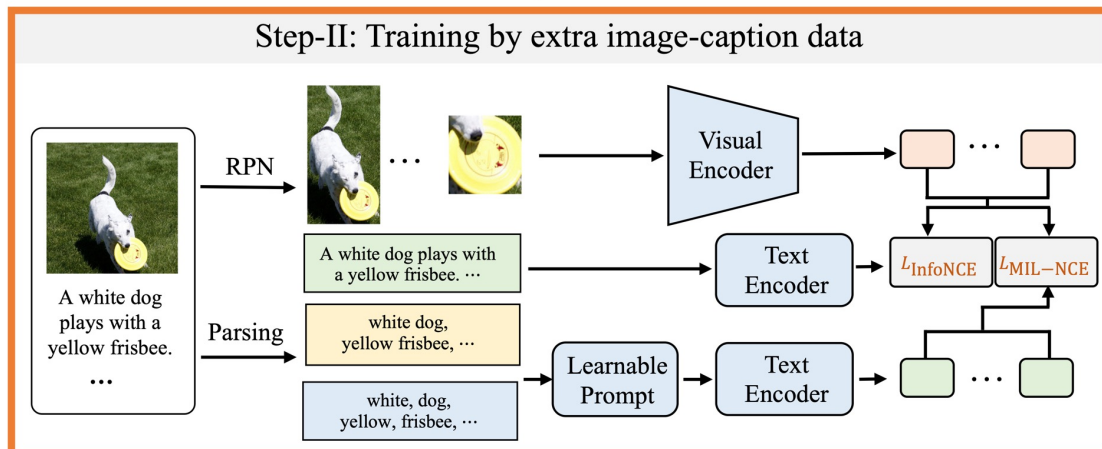 Step-II: Training by extra image-caption data
RPN
...
Visual
Encoder
...
A white dog
plays with a
yellow frisbee.
...
Parsing
A white dog plays with
a yellow frisbee. ...
Text
Encoder
L_InfoNCE
L_MIL−NCE
white dog,
yellow frisbee, ...
white, dog,
yellow, frisbee, ...
Learnable
Prompt
Text
Encoder
...